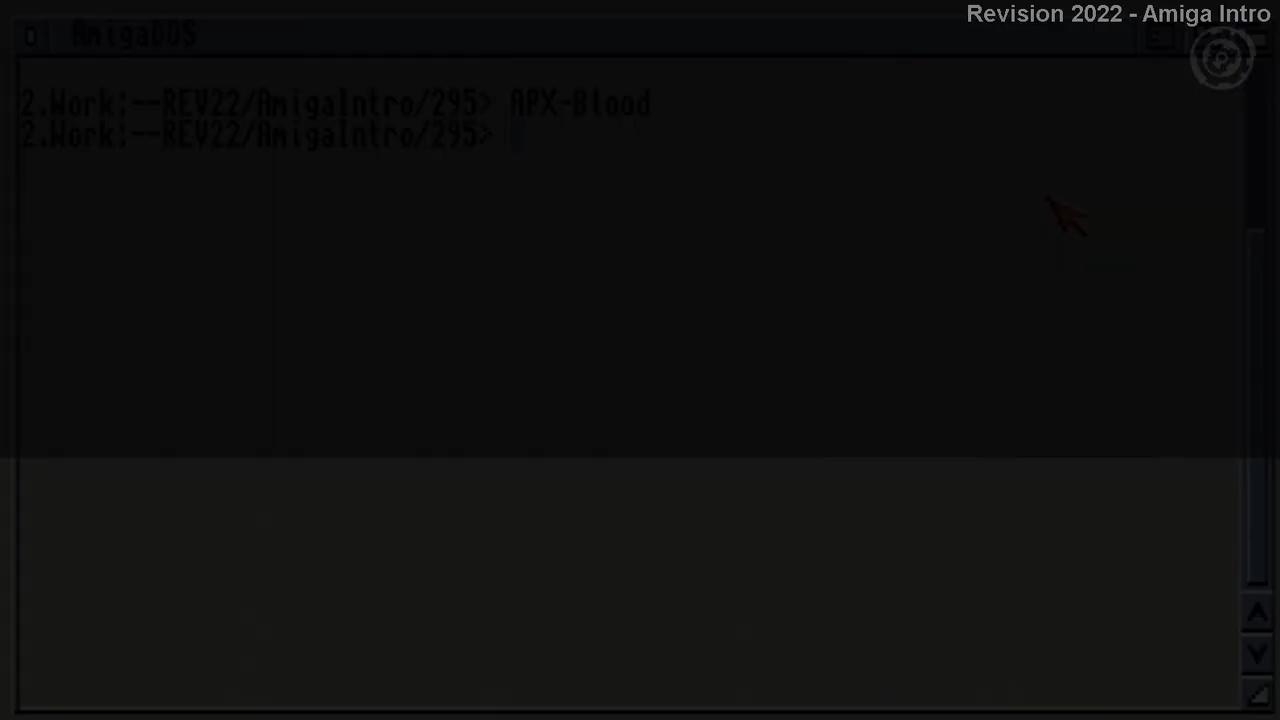 Revision 2022 - Amiga Intro
AmigaDOS
2.Work:--REV22/AmigaIntro/295> APX-Blood
2.Work:--REV22/AmigaIntro/295>